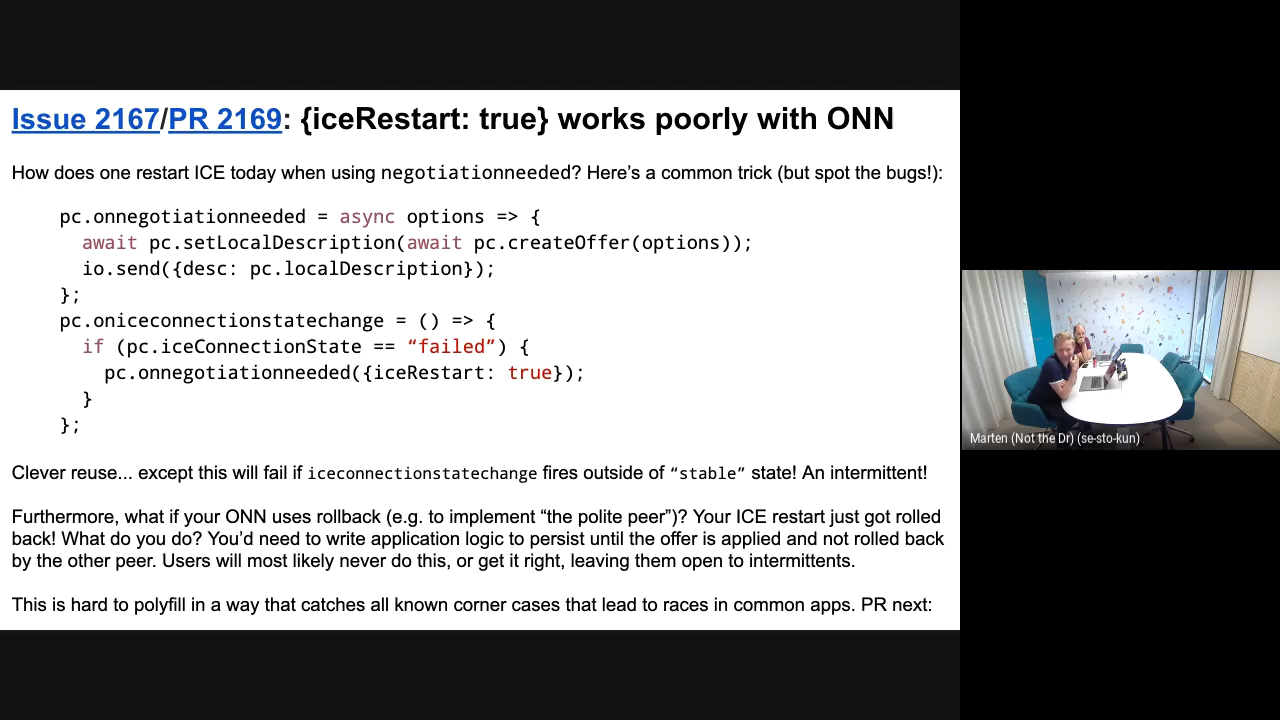 Issue 2167/PR 2169: {iceRestart: true} works poorly with ONN
How does one restart ICE today when using negotiationneeded? Here’s a common trick (but spot the bugs!):
pc.onnegotiationneeded = async options => {
await pc.setLocalDescription(await pc.createOffer(options));
io.send({desc: pc.localDescription});
};
pc.oniceconnectionstatechange = () => {
if (pc.iceConnectionState == “failed”) {
pc.onnegotiationneeded({iceRestart: true});
}
};
Clever reuse... except this will fail if iceconnectionstatechange fires outside of “stable” state! An intermittent!
Furthermore, what if your ONN uses rollback (e.g. to implement “the polite peer”)? Your ICE restart just got rolled
back! What do you do? You’d need to write application logic to persist until the offer is applied and not rolled back
by the other peer. Users will most likely never do this, or get it right, leaving them open to intermittents.
This is hard to polyfill in a way that catches all known corner cases that lead to races in common apps. PR next:
Marten (Not the Dr) (se-sto-kun)